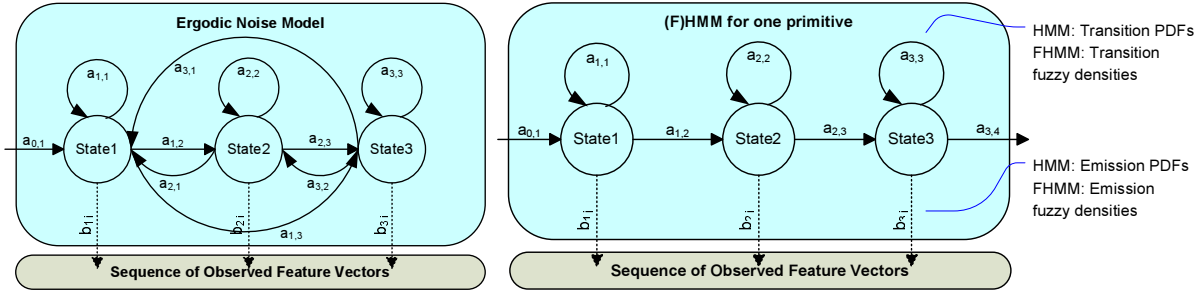 Ergodic Noise Model
a3,1
a1,1
a2,2
a3,3
a0,1
State1
a1,2
State2
a2,3
State3
a2,1
a3,2
b1i
b2i
a1,3
b3i
Sequence of Observed Feature Vectors
(F)HMM for one primitive
a1,1
a2,2
a3,3
a0,1
State1
a1,2
State2
a2,3
State3
a3,4
b1i
b2i
b3i
Sequence of Observed Feature Vectors
HMM: Transition PDFs
FHMM: Transition
fuzzy densities
HMM: Emission PDFs
FHMM: Emission
fuzzy densities